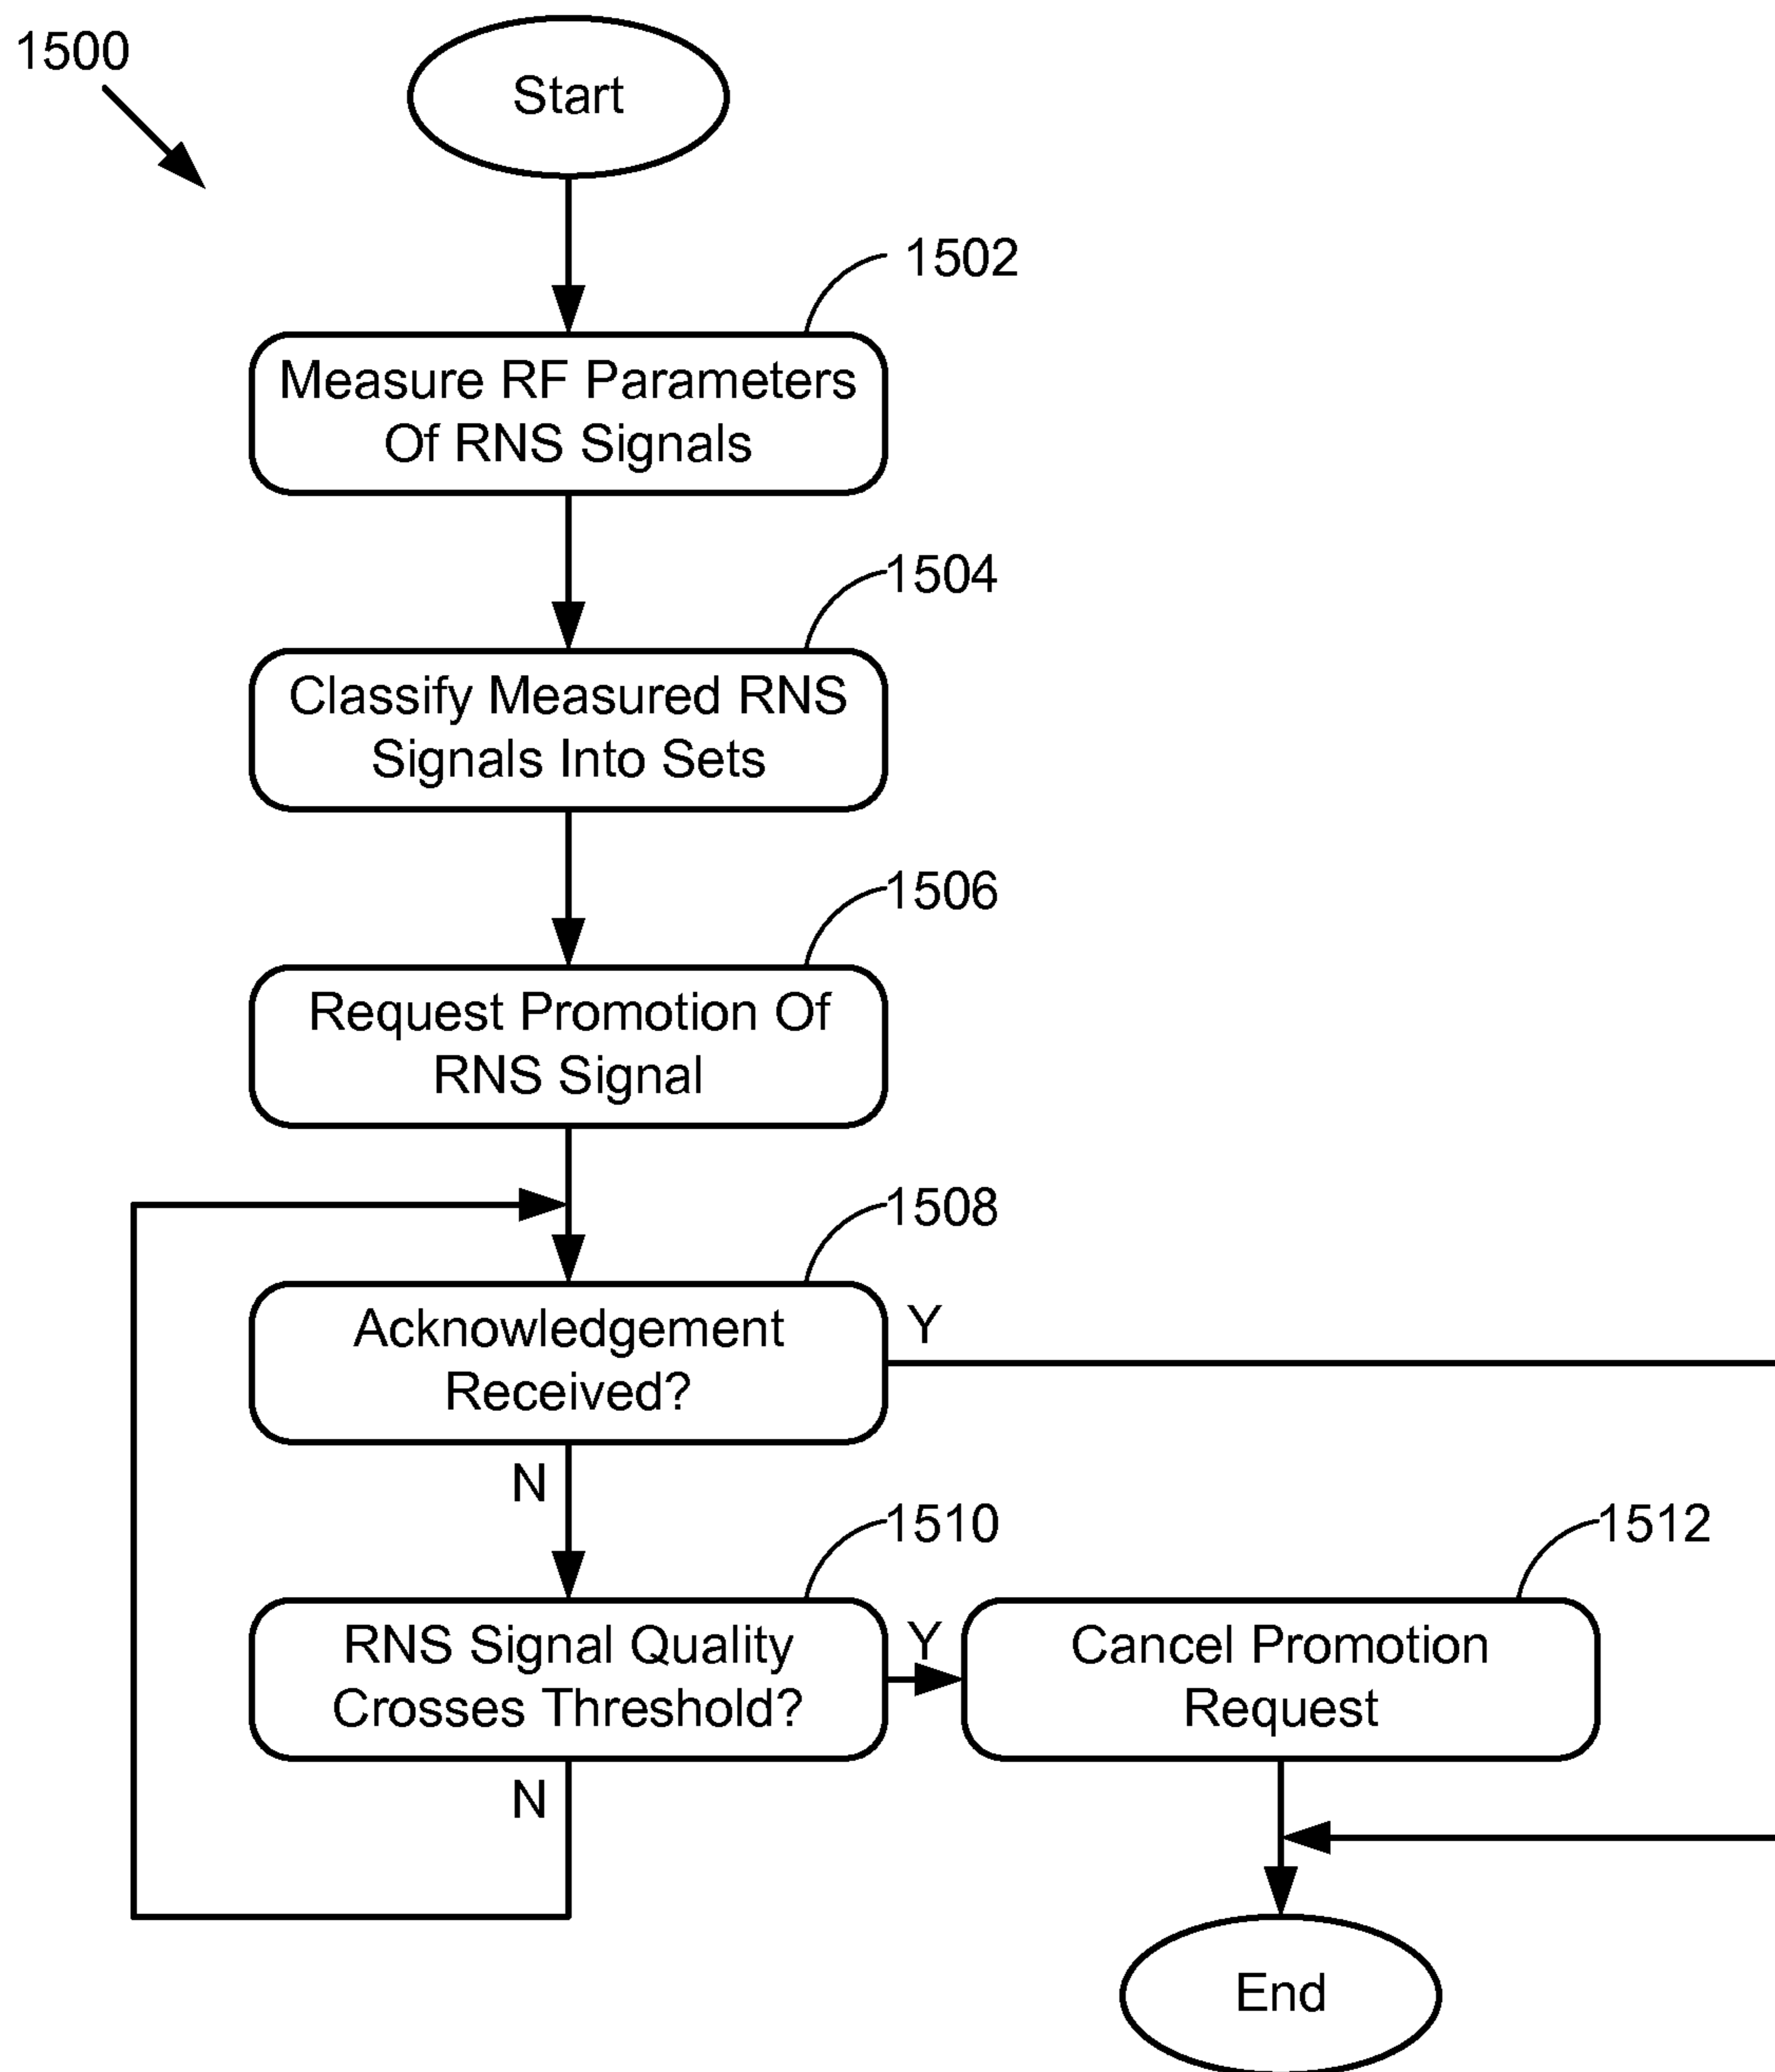 1500
Start
1502
Measure RF Parameters
Of RNS Signals
1504
Classify Measured RNS
Signals Into Sets
1506
Request Promotion Of
RNS Signal
1508
Acknowledgement
Received?
Y
N
1510
RNS Signal Quality
Crosses Threshold?
Y
N
1512
Cancel Promotion
Request
End